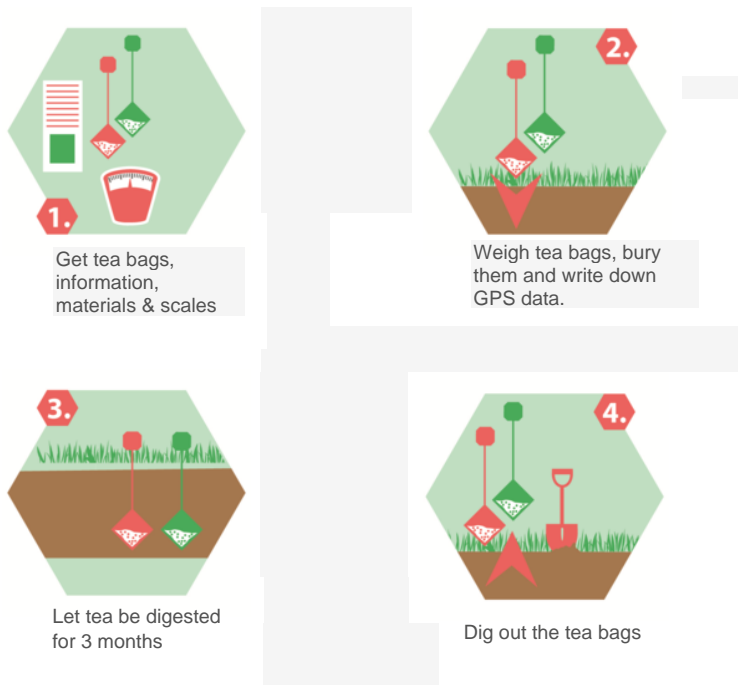 1.
Get tea bags,
information,
materials & scales
2.
Weigh tea bags, bury
them and write down
GPS data.
3.
Let tea be digested
for 3 months
4.
Dig out the tea bags